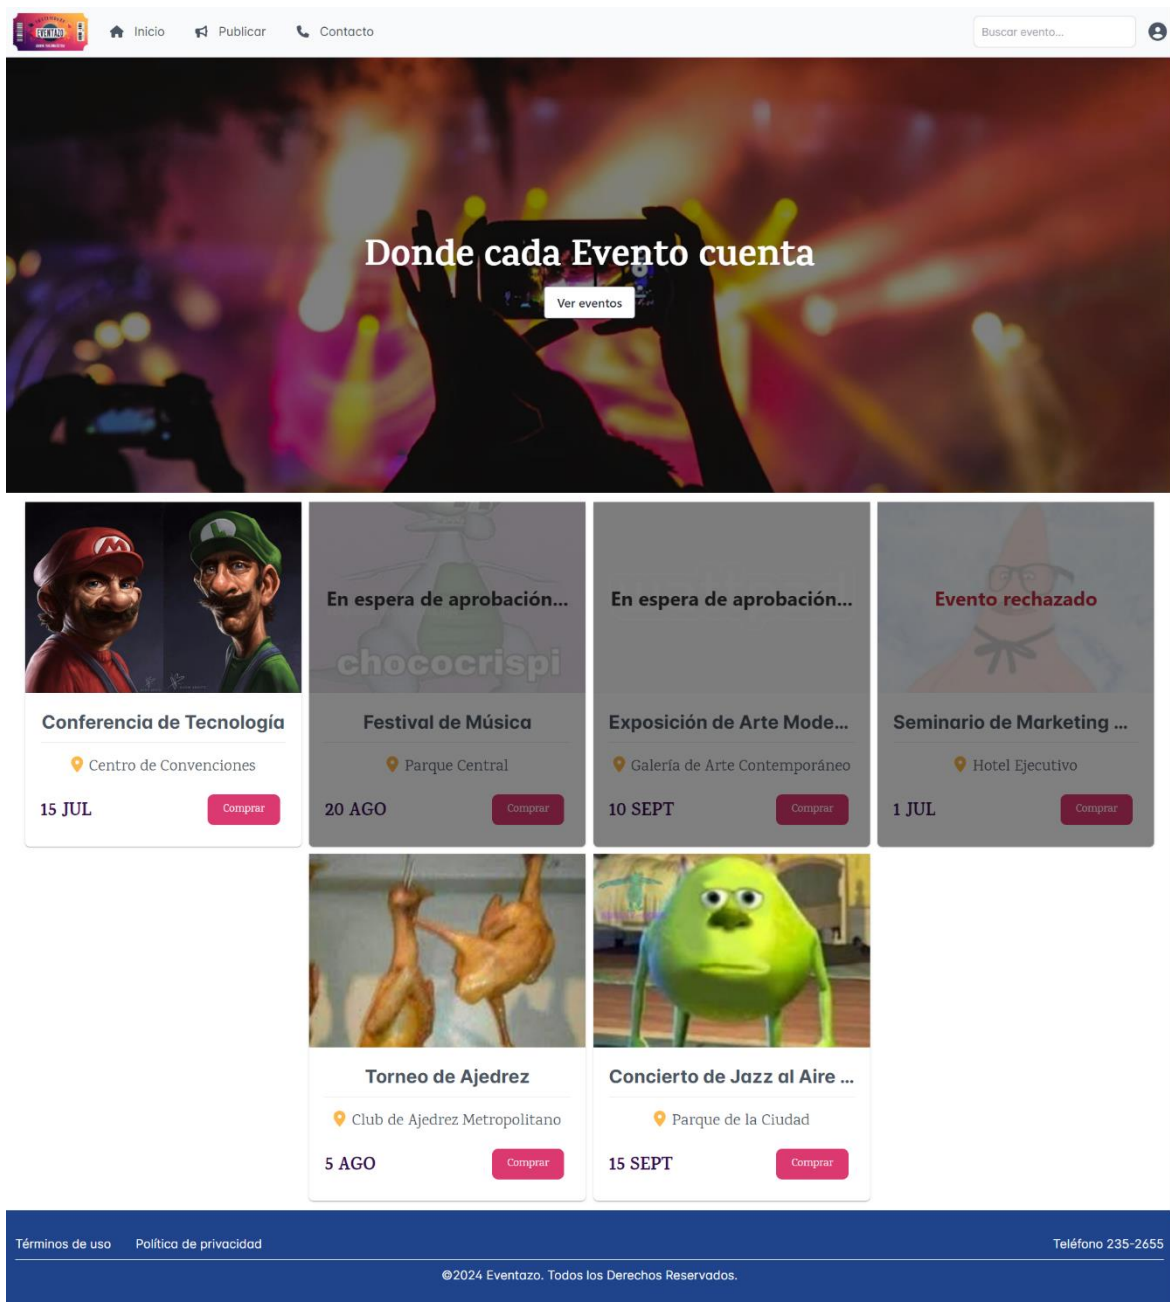 EVENTAZO
Inicio
Publicar
Contacto
Buscar evento...
Donde cada Evento cuenta
Ver eventos
En espera de aprobación...
chococrispi
En espera de aprobación...
Evento rechazado
Conferencia de Tecnología
Centro de Convenciones
15 JUL
Comprar
Festival de Música
Parque Central
20 AGO
Comprar
Exposición de Arte Mode...
Galería de Arte Contemporáneo
10 SEPT
Comprar
Seminario de Marketing ...
Hotel Ejecutivo
1 JUL
Comprar
Torneo de Ajedrez
Club de Ajedrez Metropolitano
5 AGO
Comprar
Concierto de Jazz al Aire ...
Parque de la Ciudad
15 SEPT
Comprar
Términos de uso
Política de privacidad
Teléfono 235-2655
©2024 Eventazo. Todos los Derechos Reservados.